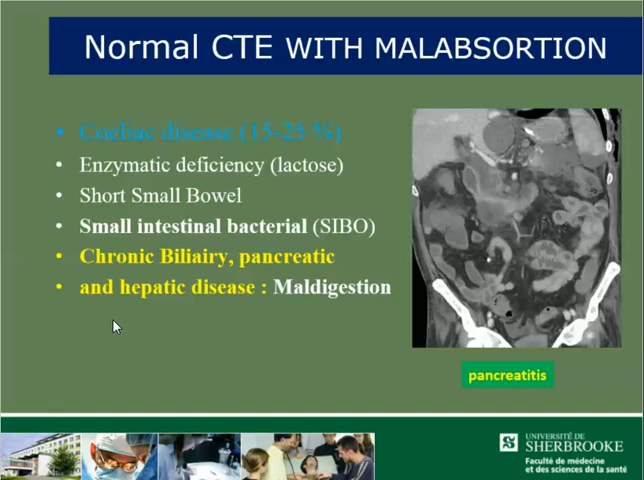 Normal CTE WITH MALABSORTION
• Coeliac disease (15-25 %)
• Enzymatic deficiency (lactose)
• Short Small Bowel
• Small intestinal bacterial (SIBO)
• Chronic Biliairy, pancreatic
• and hepatic disease : Maldigestion
pancreatitis
UNIVERSITÉ DE
SHERBROOKE
Faculté de médecine
et des sciences de la santé